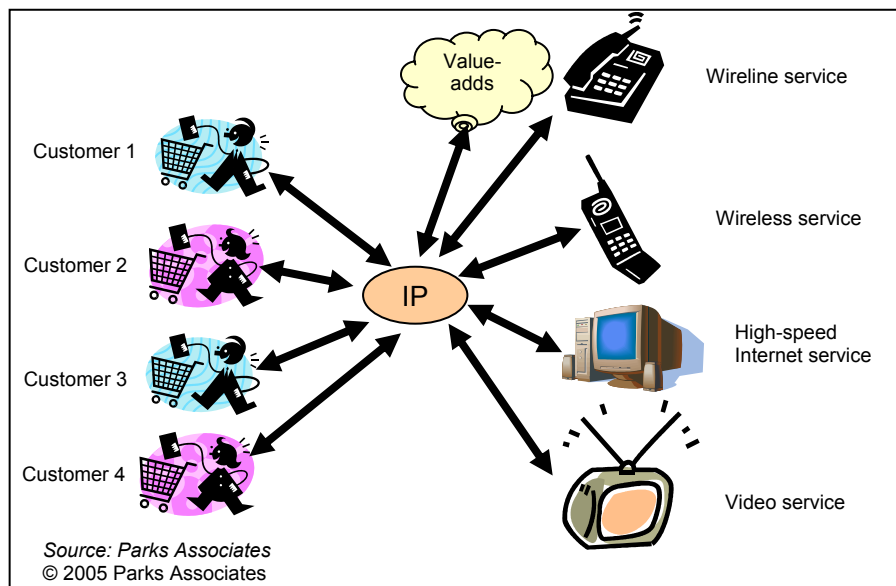 Value-
adds
Wireline service
Customer 1
Wireless service
Customer 2
IP
High-speed
Internet service
Customer 3
Customer 4
Video service
Source: Parks Associates
© 2005 Parks Associates